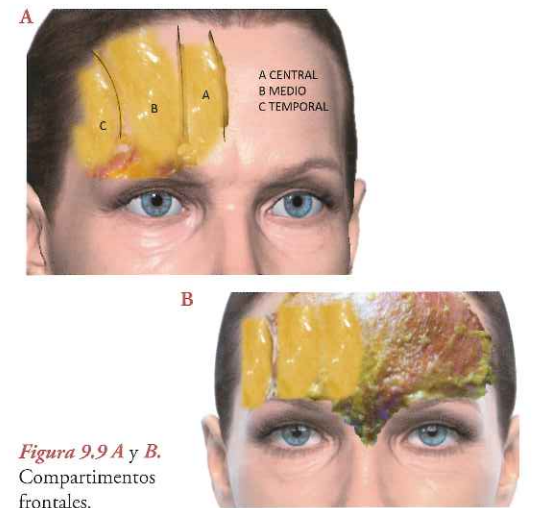 A
A CENTRAL
B MEDIO
C TEMPORAL
A
B
C
B
Figura 9.9 A y B.
Compartimentos
frontales.